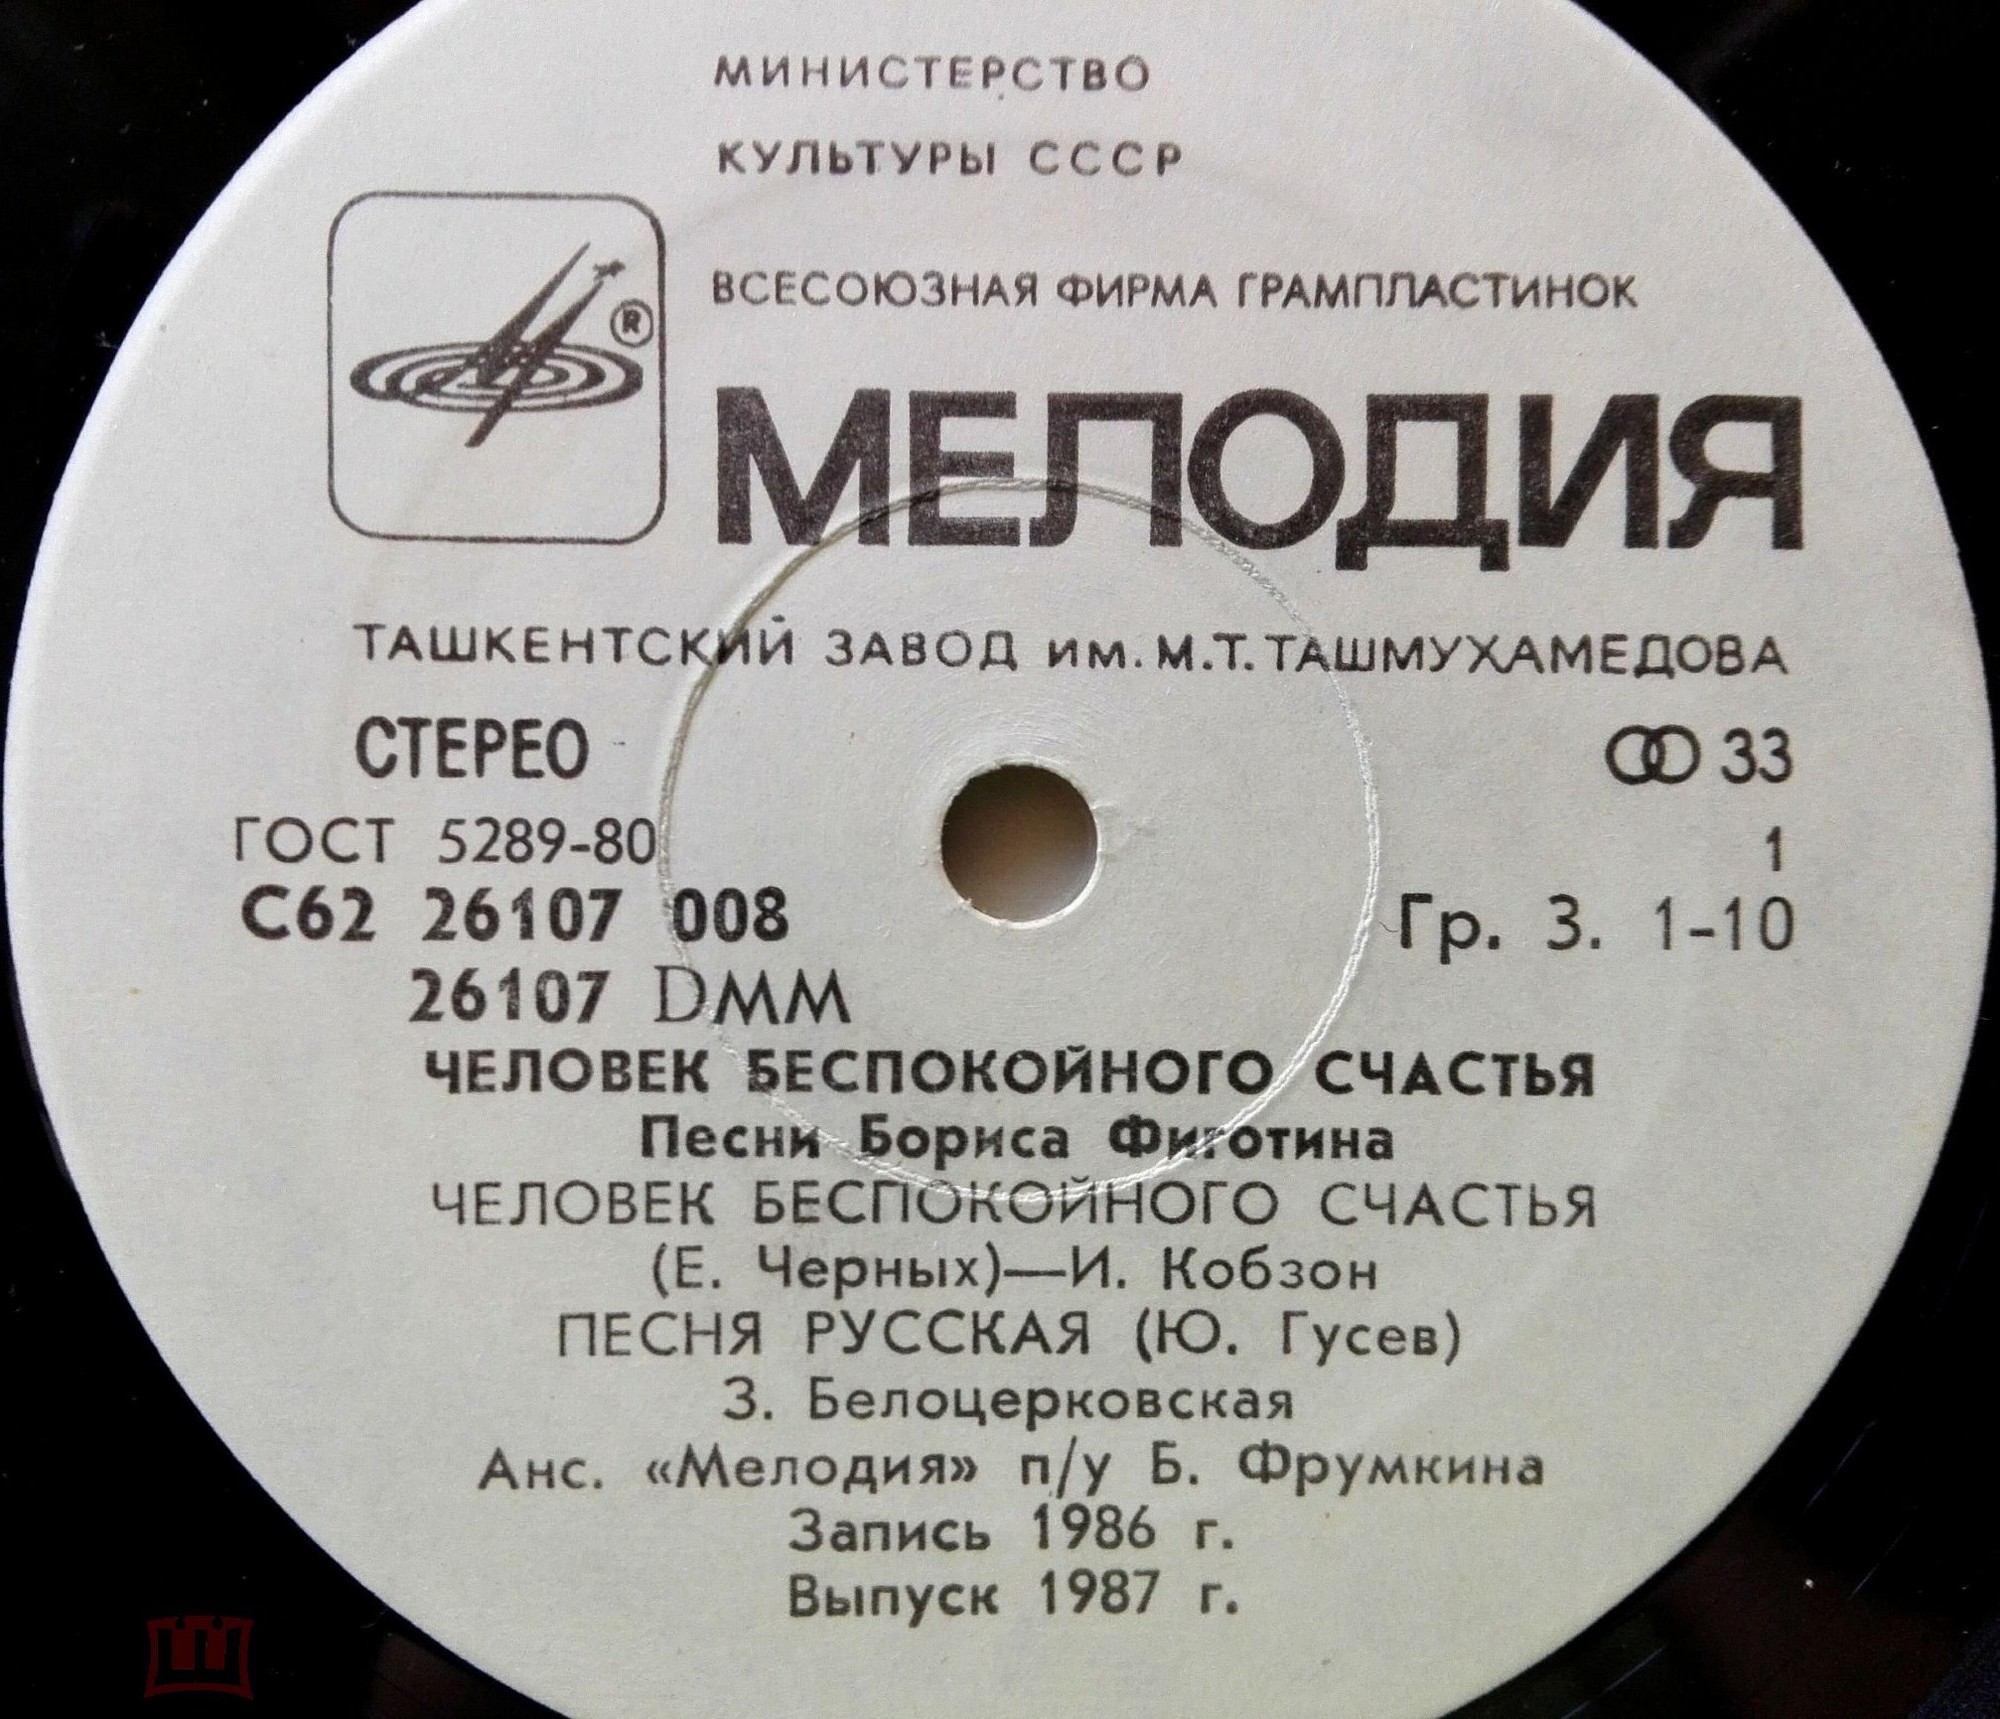 МИНИСТЕРСТВО
КУЛЬТУРЫ СССР
ВСЕСОЮЗНАЯ ФИРМА ГРАМПЛАСТИНОК
®
МЕЛОДИЯ
ТАШКЕНТСКИЙ ЗАВОД им. М.Т. ТАШМУХАМЕДОВА
СТЕРЕО 33
ГОСТ 5289-80 1
С62 26107 008 Гр. 3. 1-10
26107 DMM
ЧЕЛОВЕК БЕСПОКОЙНОГО СЧАСТЬЯ
Песни Бориса Фиготина
ЧЕЛОВЕК БЕСПОКОЙНОГО СЧАСТЬЯ
(Е. Черных)—И. Кобзон
ПЕСНЯ РУССКАЯ (Ю. Гусев)
З. Белоцерковская
Анс. «Мелодия» п/у Б. Фрумкина
Запись 1986 г.
Выпуск 1987 г.